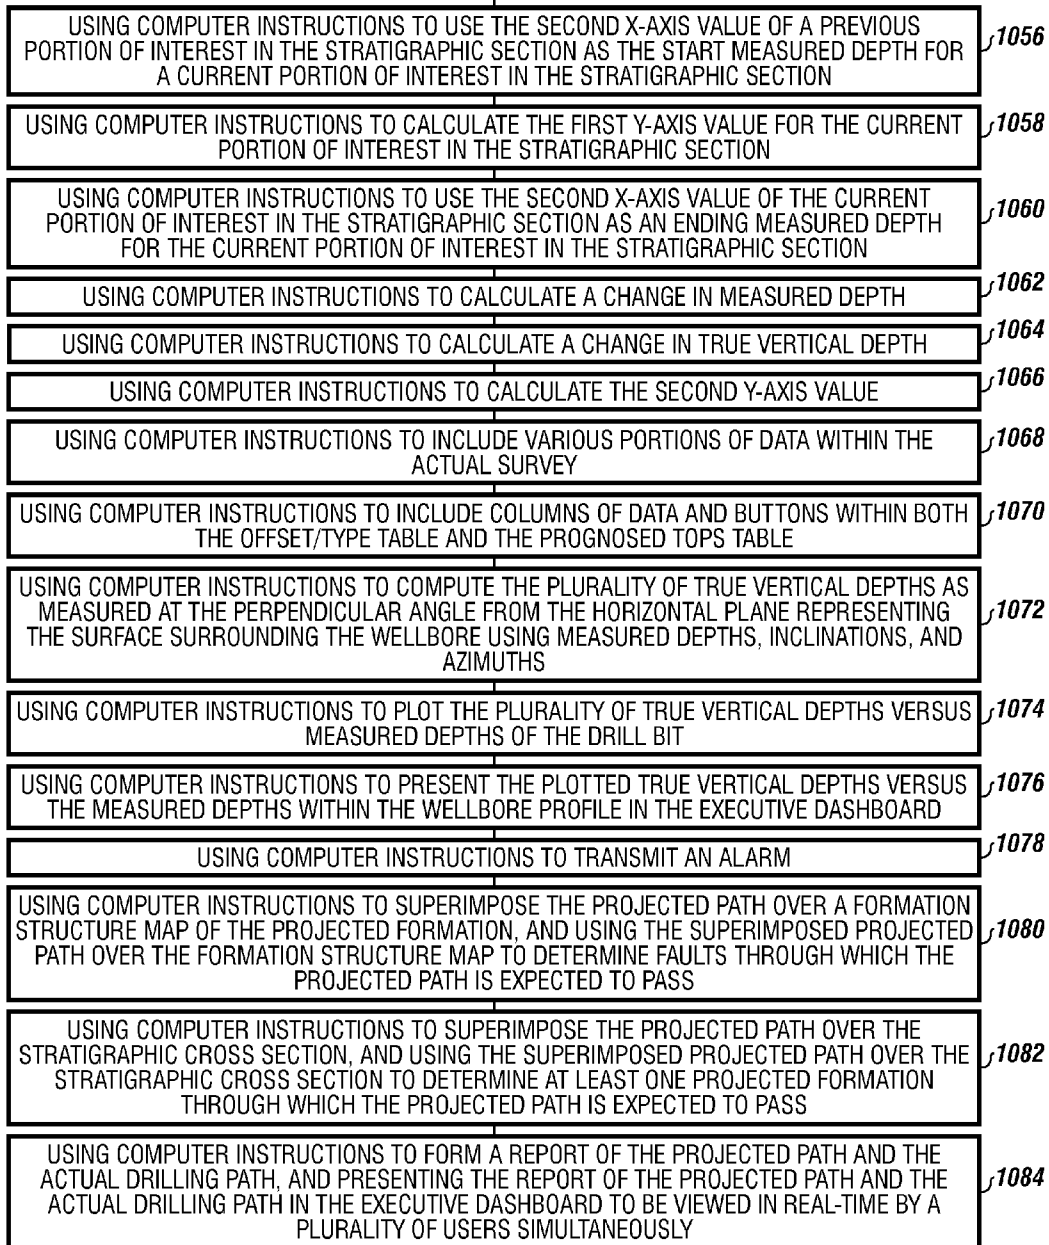 USING COMPUTER INSTRUCTIONS TO USE THE SECOND X-AXIS VALUE OF A PREVIOUS
PORTION OF INTEREST IN THE STRATIGRAPHIC SECTION AS THE START MEASURED DEPTH FOR
A CURRENT PORTION OF INTEREST IN THE STRATIGRAPHIC SECTION
1056
USING COMPUTER INSTRUCTIONS TO CALCULATE THE FIRST Y-AXIS VALUE FOR THE CURRENT
PORTION OF INTEREST IN THE STRATIGRAPHIC SECTION
1058
USING COMPUTER INSTRUCTIONS TO USE THE SECOND X-AXIS VALUE OF THE CURRENT
PORTION OF INTEREST IN THE STRATIGRAPHIC SECTION AS AN ENDING MEASURED DEPTH
FOR THE CURRENT PORTION OF INTEREST IN THE STRATIGRAPHIC SECTION
1060
USING COMPUTER INSTRUCTIONS TO CALCULATE A CHANGE IN MEASURED DEPTH
1062
USING COMPUTER INSTRUCTIONS TO CALCULATE A CHANGE IN TRUE VERTICAL DEPTH
1064
USING COMPUTER INSTRUCTIONS TO CALCULATE THE SECOND Y-AXIS VALUE
1066
USING COMPUTER INSTRUCTIONS TO INCLUDE VARIOUS PORTIONS OF DATA WITHIN THE
ACTUAL SURVEY
1068
USING COMPUTER INSTRUCTIONS TO INCLUDE COLUMNS OF DATA AND BUTTONS WITHIN BOTH
THE OFFSET/TYPE TABLE AND THE PROGNOSED TOPS TABLE
1070
USING COMPUTER INSTRUCTIONS TO COMPUTE THE PLURALITY OF TRUE VERTICAL DEPTHS AS
MEASURED AT THE PERPENDICULAR ANGLE FROM THE HORIZONTAL PLANE REPRESENTING
THE SURFACE SURROUNDING THE WELLBORE USING MEASURED DEPTHS, INCLINATIONS, AND
AZIMUTHS
1072
USING COMPUTER INSTRUCTIONS TO PLOT THE PLURALITY OF TRUE VERTICAL DEPTHS VERSUS
MEASURED DEPTHS OF THE DRILL BIT
1074
USING COMPUTER INSTRUCTIONS TO PRESENT THE PLOTTED TRUE VERTICAL DEPTHS VERSUS
THE MEASURED DEPTHS WITHIN THE WELLBORE PROFILE IN THE EXECUTIVE DASHBOARD
1076
USING COMPUTER INSTRUCTIONS TO TRANSMIT AN ALARM
1078
USING COMPUTER INSTRUCTIONS TO SUPERIMPOSE THE PROJECTED PATH OVER A FORMATION
STRUCTURE MAP OF THE PROJECTED FORMATION, AND USING THE SUPERIMPOSED PROJECTED
PATH OVER THE FORMATION STRUCTURE MAP TO DETERMINE FAULTS THROUGH WHICH THE
PROJECTED PATH IS EXPECTED TO PASS
1080
USING COMPUTER INSTRUCTIONS TO SUPERIMPOSE THE PROJECTED PATH OVER THE
STRATIGRAPHIC CROSS SECTION, AND USING THE SUPERIMPOSED PROJECTED PATH OVER THE
STRATIGRAPHIC CROSS SECTION TO DETERMINE AT LEAST ONE PROJECTED FORMATION
THROUGH WHICH THE PROJECTED PATH IS EXPECTED TO PASS
1082
USING COMPUTER INSTRUCTIONS TO FORM A REPORT OF THE PROJECTED PATH AND THE
ACTUAL DRILLING PATH, AND PRESENTING THE REPORT OF THE PROJECTED PATH AND THE
ACTUAL DRILLING PATH IN THE EXECUTIVE DASHBOARD TO BE VIEWED IN REAL-TIME BY A
PLURALITY OF USERS SIMULTANEOUSLY
1084